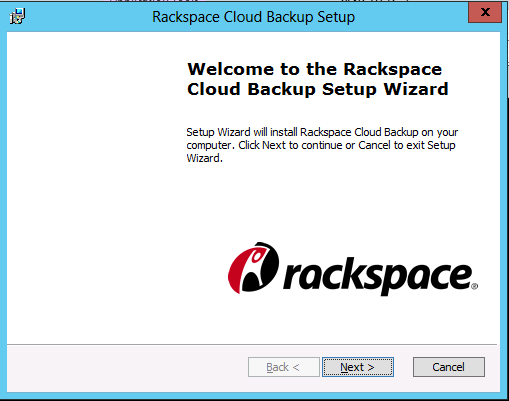 Rackspace Cloud Backup Setup
x
Welcome to the Rackspace
Cloud Backup Setup Wizard
Setup Wizard will install Rackspace Cloud Backup on your
computer. Click Next to continue or Cancel to exit Setup
Wizard.
rackspace®
Back < Next > Cancel